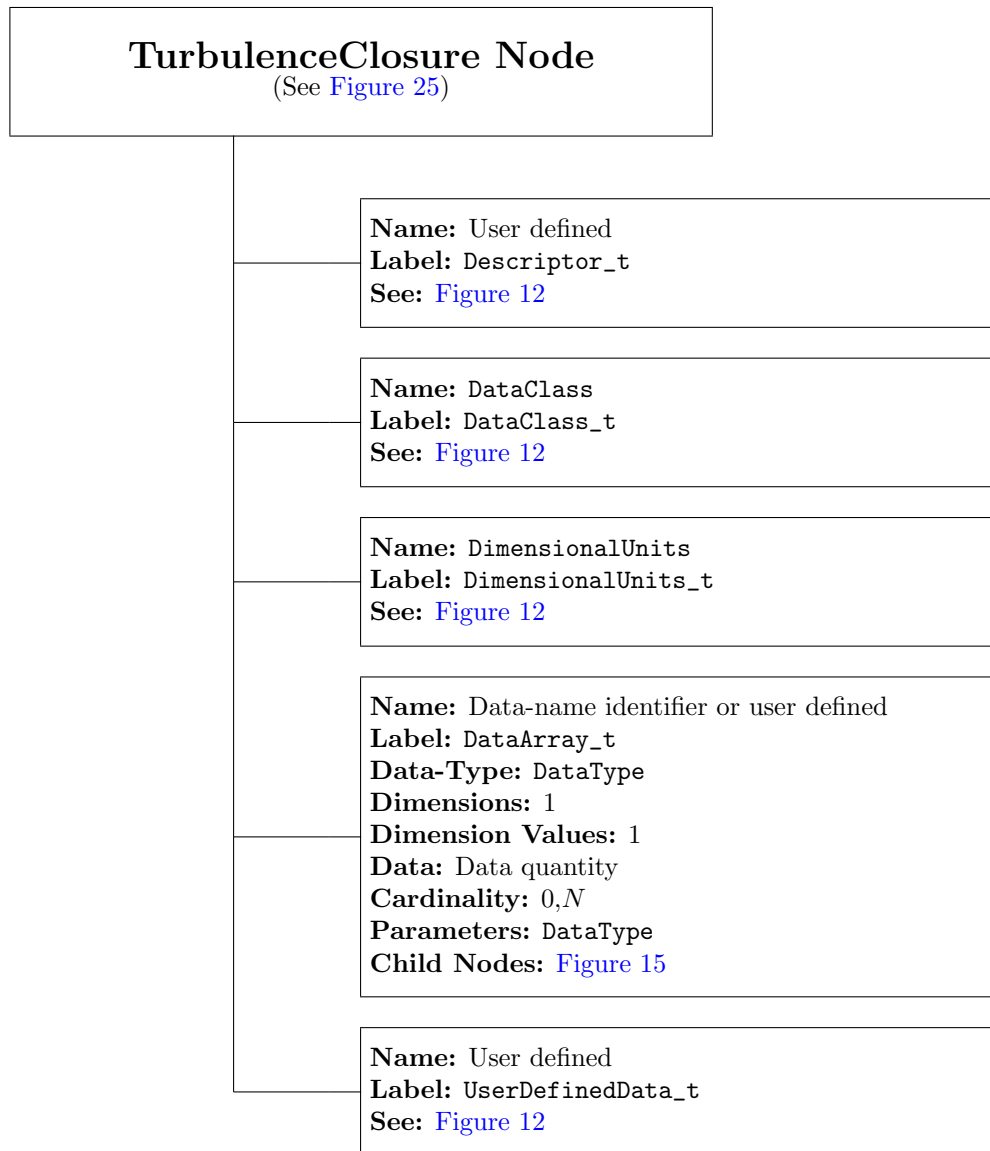 TurbulenceClosure Node
(See Figure 25)
Name: User defined
Label: Descriptor_t
See: Figure 12
Name: DataClass
Label: DataClass_t
See: Figure 12
Name: DimensionalUnits
Label: DimensionalUnits_t
See: Figure 12
Name: Data-name identifier or user defined
Label: DataArray_t
Data-Type: DataType
Dimensions: 1
Dimension Values: 1
Data: Data quantity
Cardinality: 0,N
Parameters: DataType
Child Nodes: Figure 15
Name: User defined
Label: UserDefinedData_t
See: Figure 12